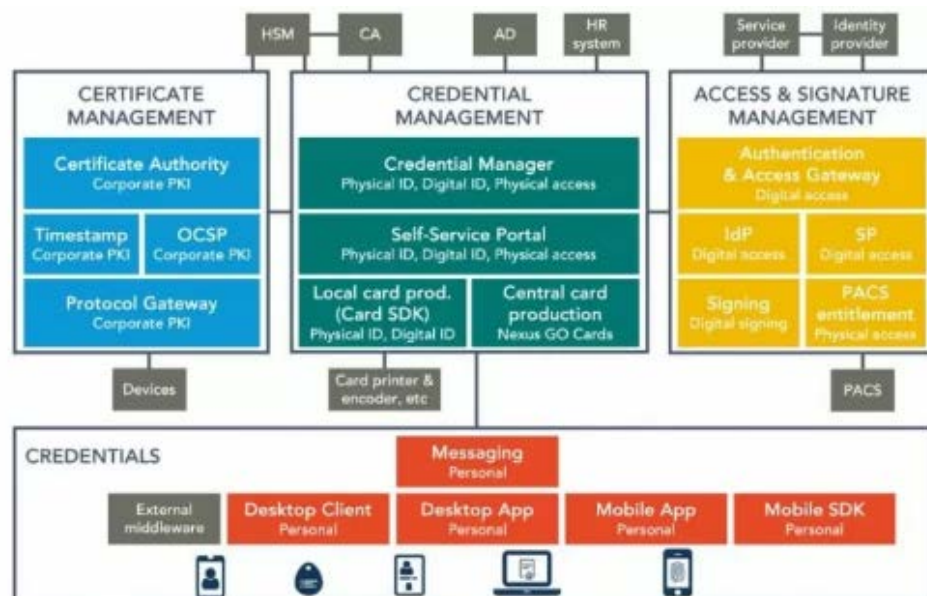 HSM
CA
AD
HR
system
Service
provider
Identity
provider
CERTIFICATE
MANAGEMENT
Certificate Authority
Corporate PKI
Timestamp
Corporate PKI
OCSP
Corporate PKI
Protocol Gateway
Corporate PKI
CREDENTIAL
MANAGEMENT
Credential Manager
Physical ID, Digital ID, Physical access
Self-Service Portal
Physical ID, Digital ID, Physical access
Local card prod.
(Card SDK)
Physical ID, Digital ID
Central card
production
Nexus GO Cards
ACCESS & SIGNATURE
MANAGEMENT
Authentication
& Access Gateway
Digital access
IdP
Digital access
SP
Digital access
Signing
Digital signing
PACS
entitlement
Physical access
Devices
Card printer &
encoder, etc
PACS
CREDENTIALS
Messaging
Personal
External
middleware
Desktop Client
Personal
Desktop App
Personal
Mobile App
Personal
Mobile SDK
Personal